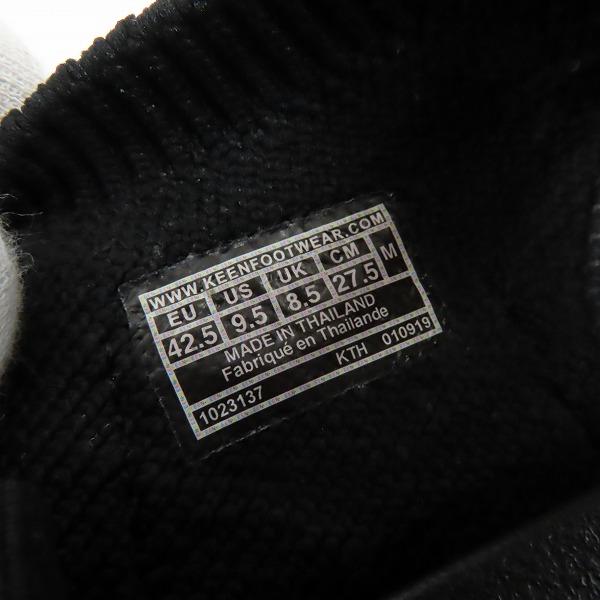 WWW.KEENFOOTWEAR.COM
EU US UK CM M
42.5 9.5 8.5 27.5
MADE IN THAILAND
Fabriqué en Thaïlande
KTH 010919
1023137